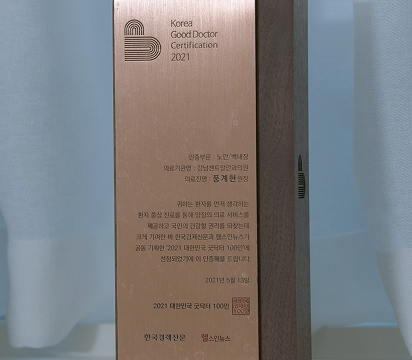 Korea
Good Doctor
Certification
2021
인증부문 : 노안/백내장
의료기관명 : 강남센트럴안과의원
의료진명 : 풍계현 원장
귀하는 환자를 먼저 생각하는
환자 중심 진료를 통해 양질의 의료 서비스를
제공하고 국민의 건강할 권리를 되찾는데
크게 기여한 바 한국경제신문과 헬스인뉴스가
공동 기획한 '2021 대한민국 굿닥터 100인'에
선정되었기에 이 인증패를 드립니다.
2021년 5월 13일
2021 대한민국 굿닥터 100인
한국경제신문 헬스인뉴스